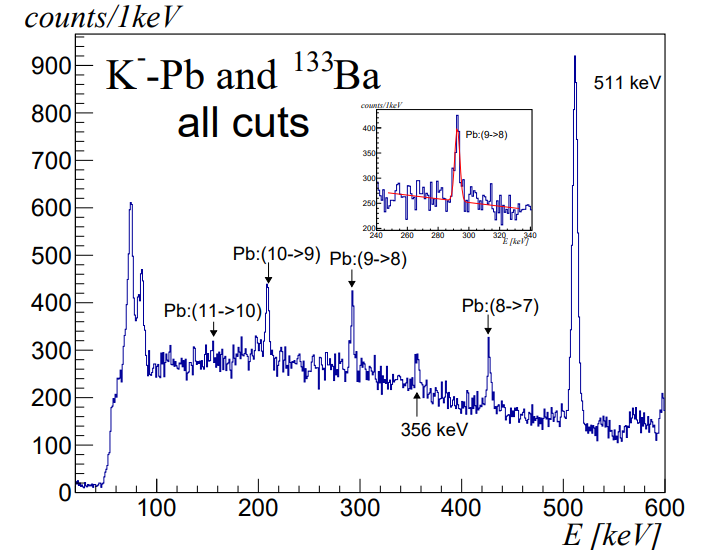 counts/1keV
K⁻-Pb and ¹³³Ba
all cuts
511 keV
counts/1keV
Pb:(9->8)
400
350
300
250
200
240 260 280 300 320 340
E [keV]
Pb:(10->9)
Pb:(9->8)
Pb:(11->10)
Pb:(8->7)
356 keV
900
800
700
600
500
400
300
200
100
0
100 200 300 400 500 600
E [keV]